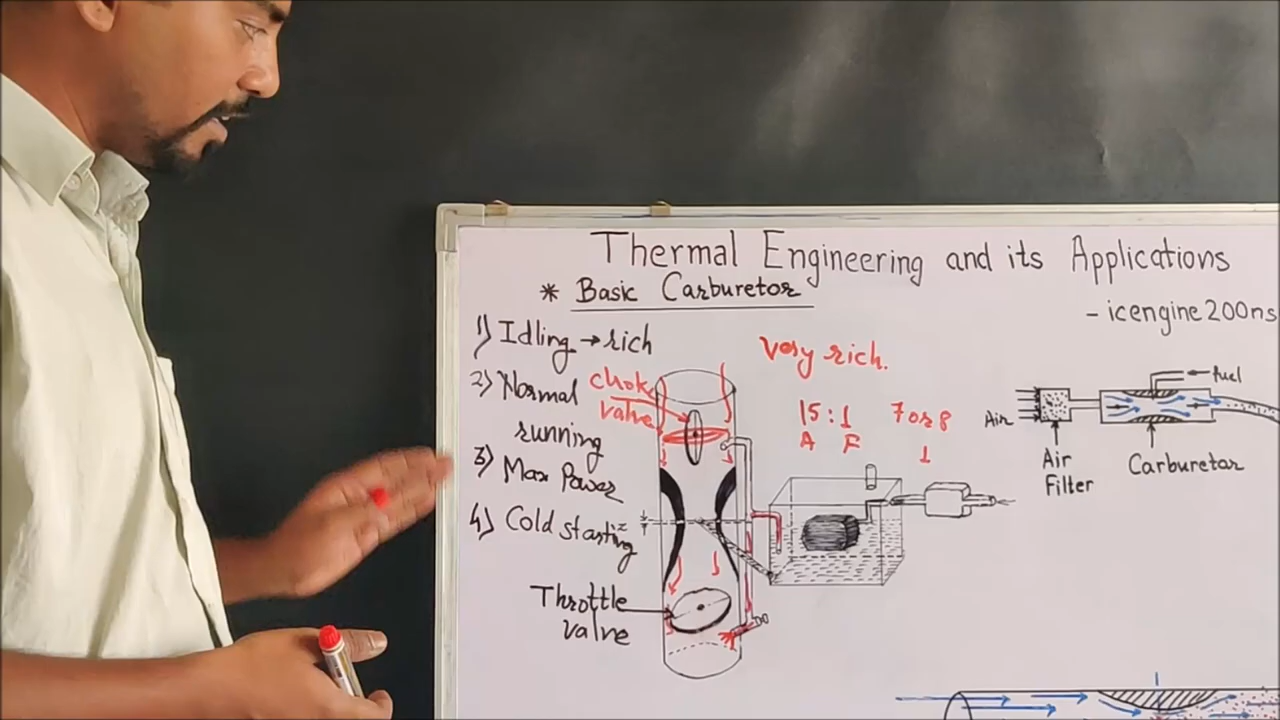 Thermal Engineering and its Applications
* Basic Carburetor
- icengine200ns
1) Idling → rich
2) Normal
running
3) Max Power
4) Cold starting
chok
valve
Very rich.
15 : 1
A F
7 or 8
1
Throttle
valve
fuel
Air
Air
Filter
Carburetor